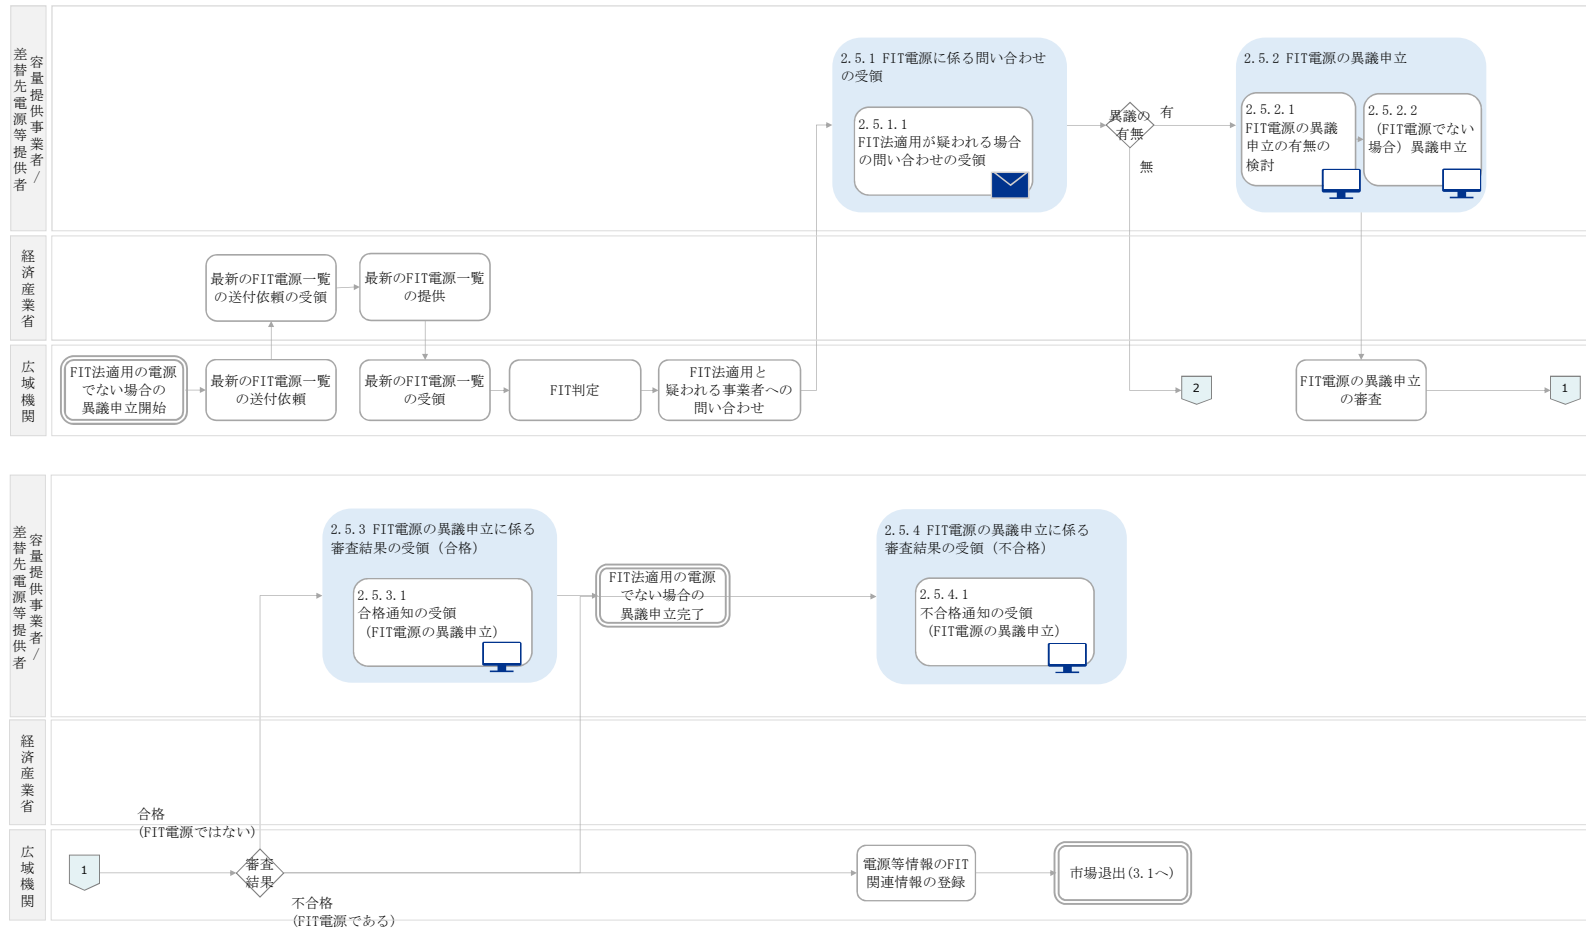 容量提供事業者／
差替先電源等提供者
2.5.1 FIT電源に係る問い合わせ
の受領
2.5.1.1
FIT法適用が疑われる場合
の問い合わせの受領
異議の
有無
有
無
2.5.2 FIT電源の異議申立
2.5.2.1
FIT電源の異議
申立の有無の
検討
2.5.2.2
（FIT電源でない
場合）異議申立
経済産業省
最新のFIT電源一覧
の送付依頼の受領
最新のFIT電源一覧
の提供
広域機関
FIT法適用の電源
でない場合の
異議申立開始
最新のFIT電源一覧
の送付依頼
最新のFIT電源一覧
の受領
FIT判定
FIT法適用と
疑われる事業者への
問い合わせ
2
FIT電源の異議申立
の審査
1
容量提供事業者／
差替先電源等提供者
2.5.3 FIT電源の異議申立に係る
審査結果の受領（合格）
2.5.3.1
合格通知の受領
（FIT電源の異議申立）
FIT法適用の電源
でない場合の
異議申立完了
2.5.4 FIT電源の異議申立に係る
審査結果の受領（不合格）
2.5.4.1
不合格通知の受領
（FIT電源の異議申立）
経済産業省
合格
(FIT電源ではない)
広域機関
1
審査
結果
不合格
(FIT電源である)
電源等情報のFIT
関連情報の登録
市場退出(3.1へ)